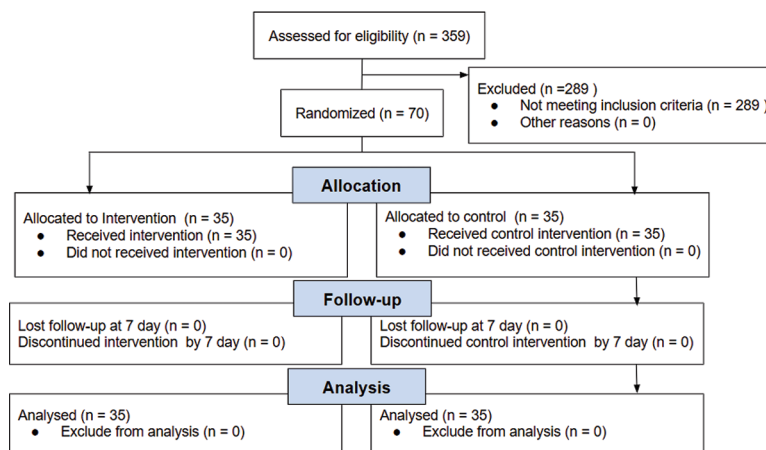 Assessed for eligibility (n = 359)
Excluded (n =289 )
● Not meeting inclusion criteria (n = 289 )
● Other reasons (n = 0)
Randomized (n = 70)
Allocation
Allocated to Intervention (n = 35)
● Received intervention (n = 35)
● Did not received intervention (n = 0)
Allocated to control (n = 35)
● Received control intervention (n = 35)
● Did not received control intervention (n = 0)
Follow-up
Lost follow-up at 7 day (n = 0)
Discontinued intervention by 7 day (n = 0)
Lost follow-up at 7 day (n = 0)
Discontinued control intervention by 7 day (n = 0)
Analysis
Analysed (n = 35)
● Exclude from analysis (n = 0)
Analysed (n = 35)
● Exclude from analysis (n = 0)